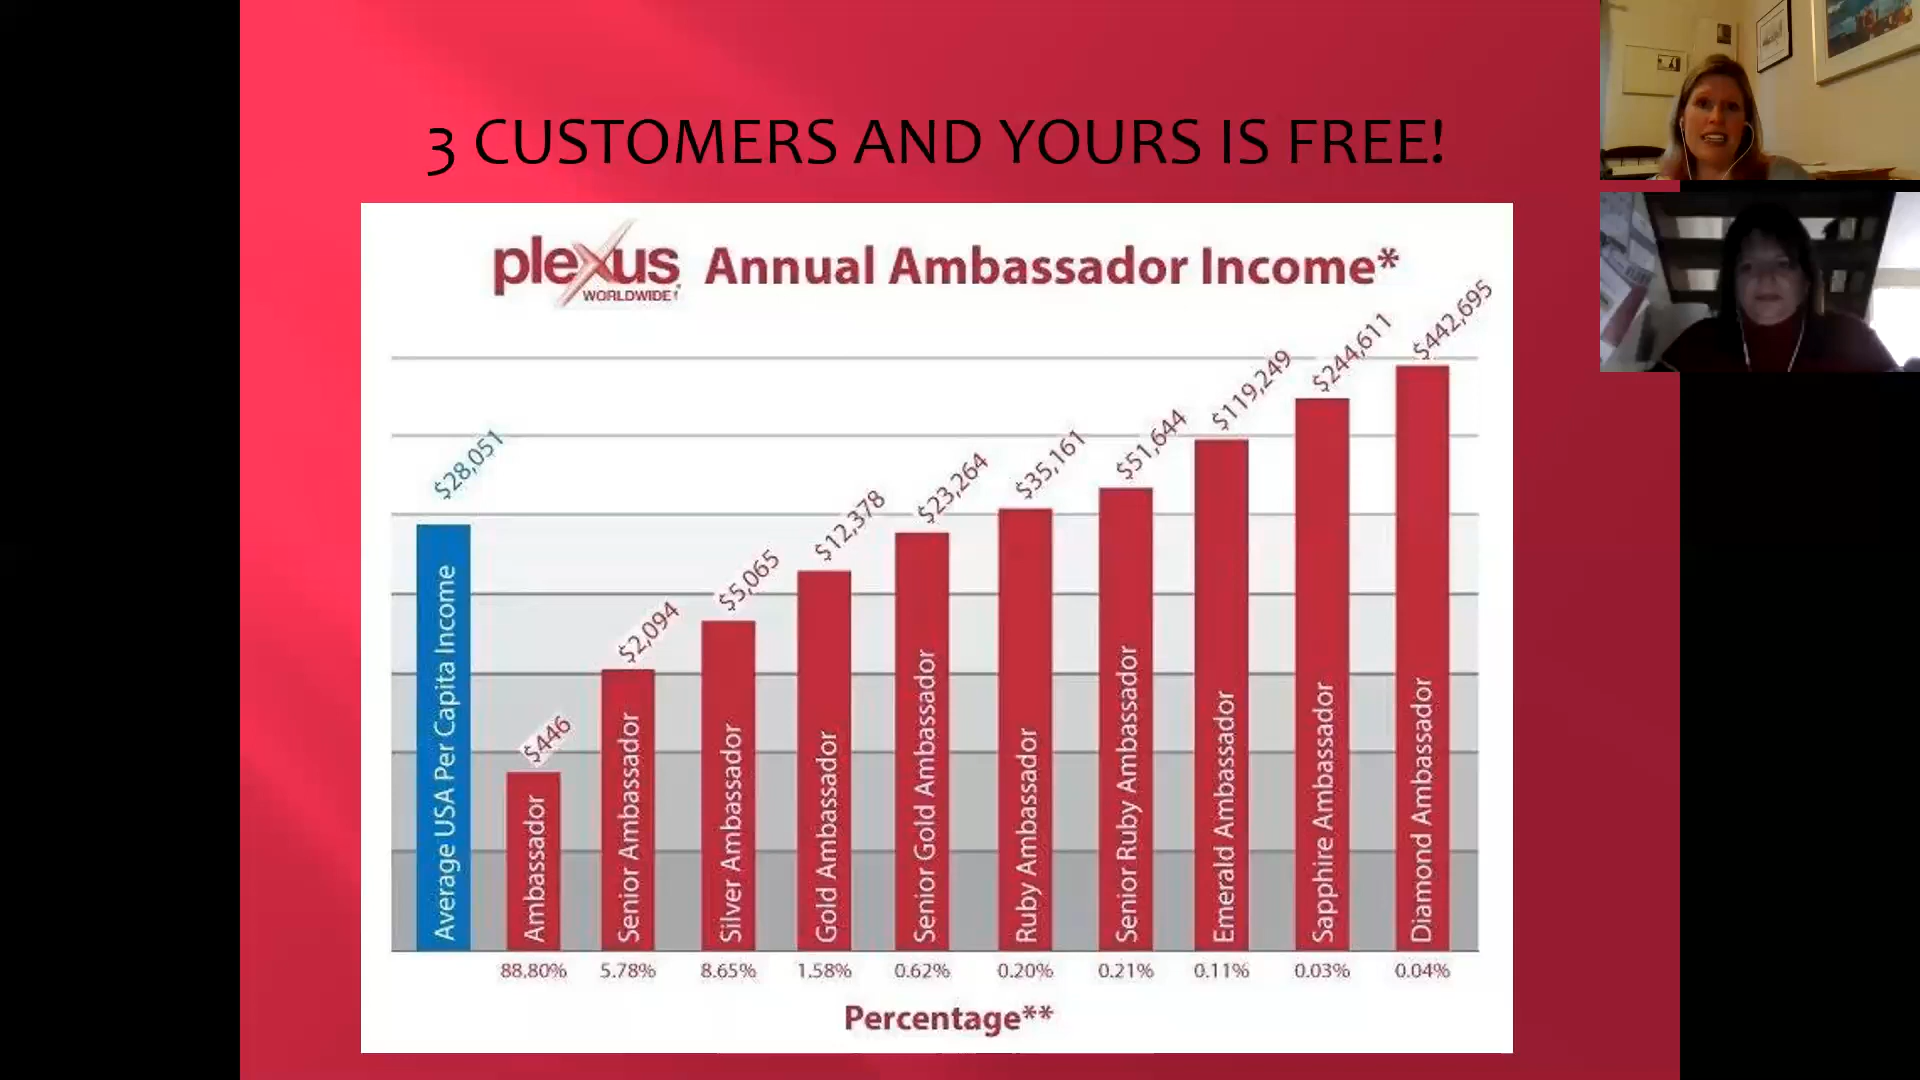 3 CUSTOMERS AND YOURS IS FREE!
plexus
WORLDWIDE
Annual Ambassador Income*
$28,051
$446
$2,094
$5,065
$12,378
$23,264
$35,161
$51,644
$119,249
$244,611
$442,695
Average USA Per Capita Income
Ambassador
Senior Ambassador
Silver Ambassador
Gold Ambassador
Senior Gold Ambassador
Ruby Ambassador
Senior Ruby Ambassador
Emerald Ambassador
Sapphire Ambassador
Diamond Ambassador
88.80% 5.78% 8.65% 1.58% 0.62% 0.20% 0.21% 0.11% 0.03% 0.04%
Percentage**